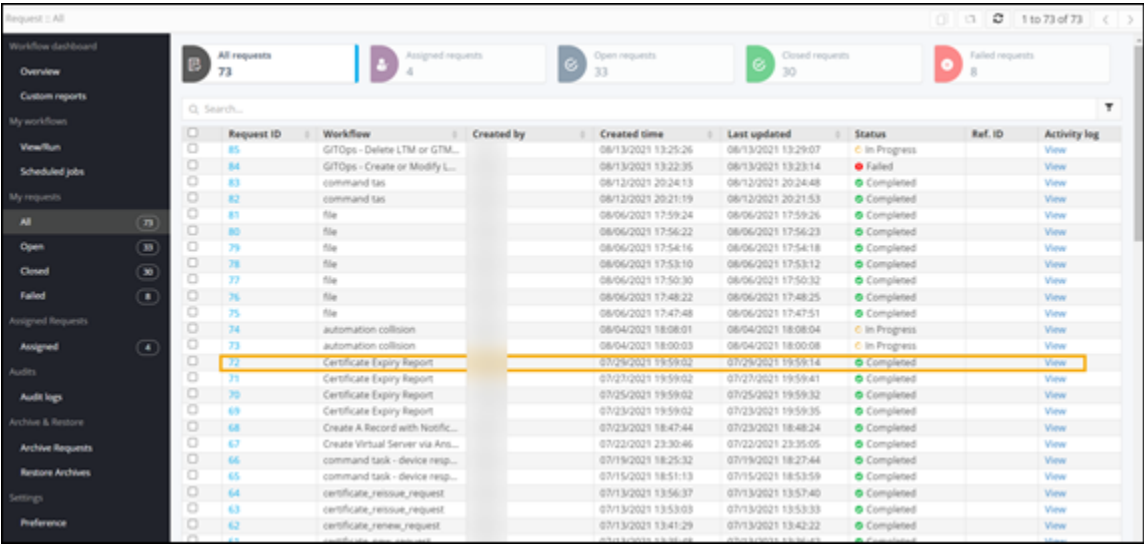 Request :: All
1 to 73 of 73
Workflow dashboard
Overview
Custom reports
My workflows
View/Run
Scheduled jobs
My requests
All 73
Open 33
Closed 30
Failed 8
Assigned Requests
Assigned 4
Audits
Audit logs
Archive & Restore
Archive Requests
Restore Archives
Settings
Preference
All requests
73
Assigned requests
4
Open requests
33
Closed requests
30
Failed requests
8
Search...
Request ID Workflow Created by Created time Last updated Status Ref. ID Activity log
85 GITOps - Delete LTM or GTM... 08/13/2021 13:25:26 08/13/2021 13:29:07 In Progress View
84 GITOps - Create or Modify L... 08/13/2021 13:22:35 08/13/2021 13:23:14 Failed View
83 command tas 08/12/2021 20:24:13 08/12/2021 20:24:48 Completed View
82 command tas 08/12/2021 20:21:19 08/12/2021 20:21:53 Completed View
81 file 08/06/2021 17:59:24 08/06/2021 17:59:26 Completed View
80 file 08/06/2021 17:56:22 08/06/2021 17:56:23 Completed View
79 file 08/06/2021 17:54:16 08/06/2021 17:54:18 Completed View
78 file 08/06/2021 17:53:10 08/06/2021 17:53:12 Completed View
77 file 08/06/2021 17:50:30 08/06/2021 17:50:32 Completed View
76 file 08/06/2021 17:48:22 08/06/2021 17:48:25 Completed View
75 file 08/06/2021 17:47:48 08/06/2021 17:47:51 Completed View
74 automation collision 08/04/2021 18:08:01 08/04/2021 18:08:04 In Progress View
73 automation collision 08/04/2021 18:00:03 08/04/2021 18:00:08 In Progress View
72 Certificate Expiry Report 07/29/2021 19:59:02 07/29/2021 19:59:14 Completed View
71 Certificate Expiry Report 07/27/2021 19:59:02 07/27/2021 19:59:41 Completed View
70 Certificate Expiry Report 07/25/2021 19:59:02 07/25/2021 19:59:32 Completed View
69 Certificate Expiry Report 07/23/2021 19:59:02 07/23/2021 19:59:35 Completed View
68 Create A Record with Notific... 07/23/2021 18:47:44 07/23/2021 18:48:24 Completed View
67 Create Virtual Server via Ans... 07/22/2021 23:30:46 07/22/2021 23:35:05 Completed View
66 command task - device resp... 07/19/2021 18:25:32 07/19/2021 18:27:44 Completed View
65 command task - device resp... 07/15/2021 18:51:13 07/15/2021 18:53:59 Completed View
64 certificate_reissue_request 07/13/2021 13:56:37 07/13/2021 13:57:40 Completed View
63 certificate_reissue_request 07/13/2021 13:53:03 07/13/2021 13:53:33 Completed View
62 certificate_renew_request 07/13/2021 13:41:29 07/13/2021 13:42:22 Completed View